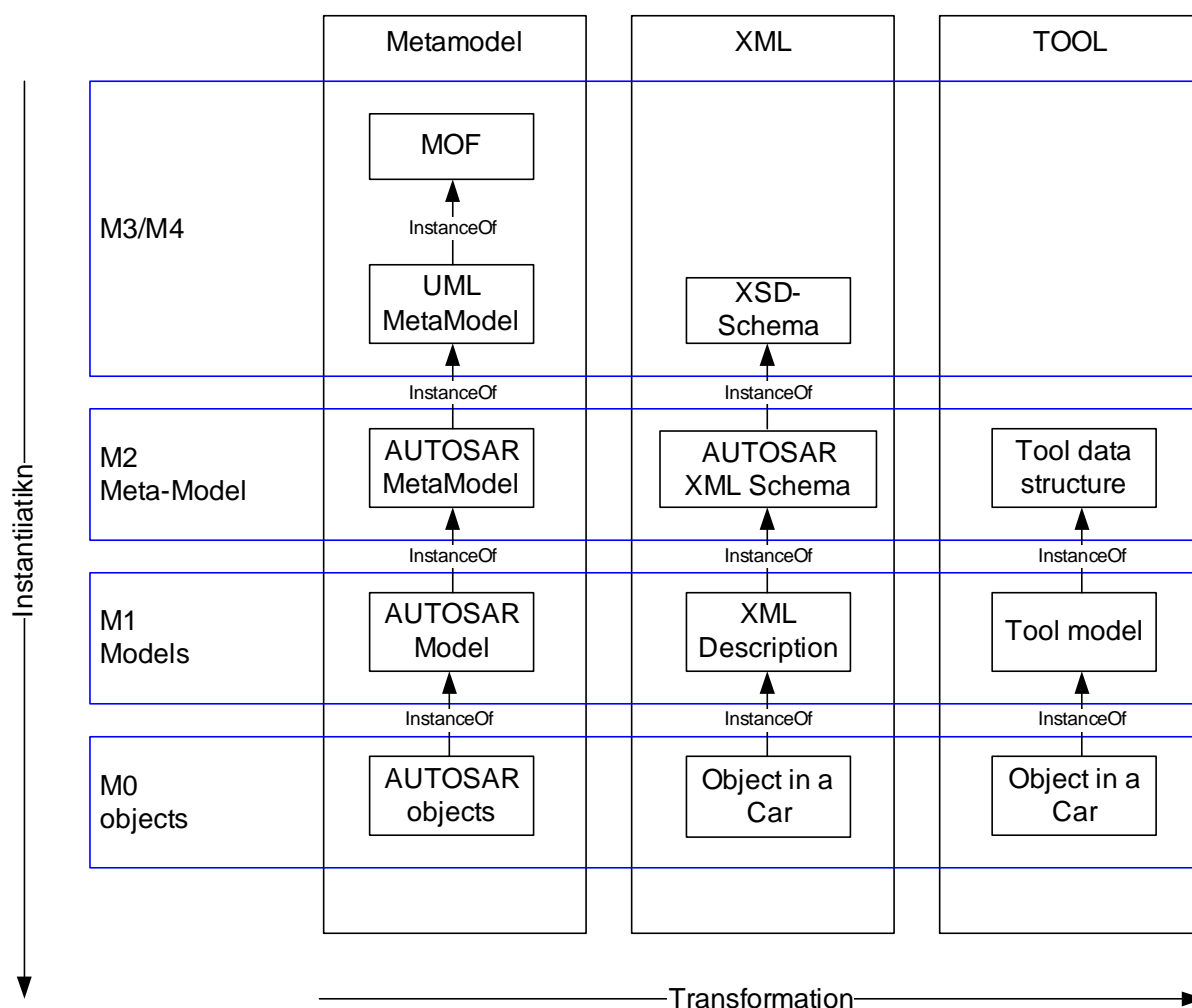 Metamodel
XML
TOOL
MOF
M3/M4
InstanceOf
UML
MetaModel
XSD-
Schema
InstanceOf
InstanceOf
M2
Meta-Model
AUTOSAR
MetaModel
AUTOSAR
XML Schema
Tool data
structure
InstanceOf
InstanceOf
InstanceOf
Instantiiatikn
M1
Models
AUTOSAR
Model
XML
Description
Tool model
InstanceOf
InstanceOf
InstanceOf
M0
objects
AUTOSAR
objects
Object in a
Car
Object in a
Car
Transformation